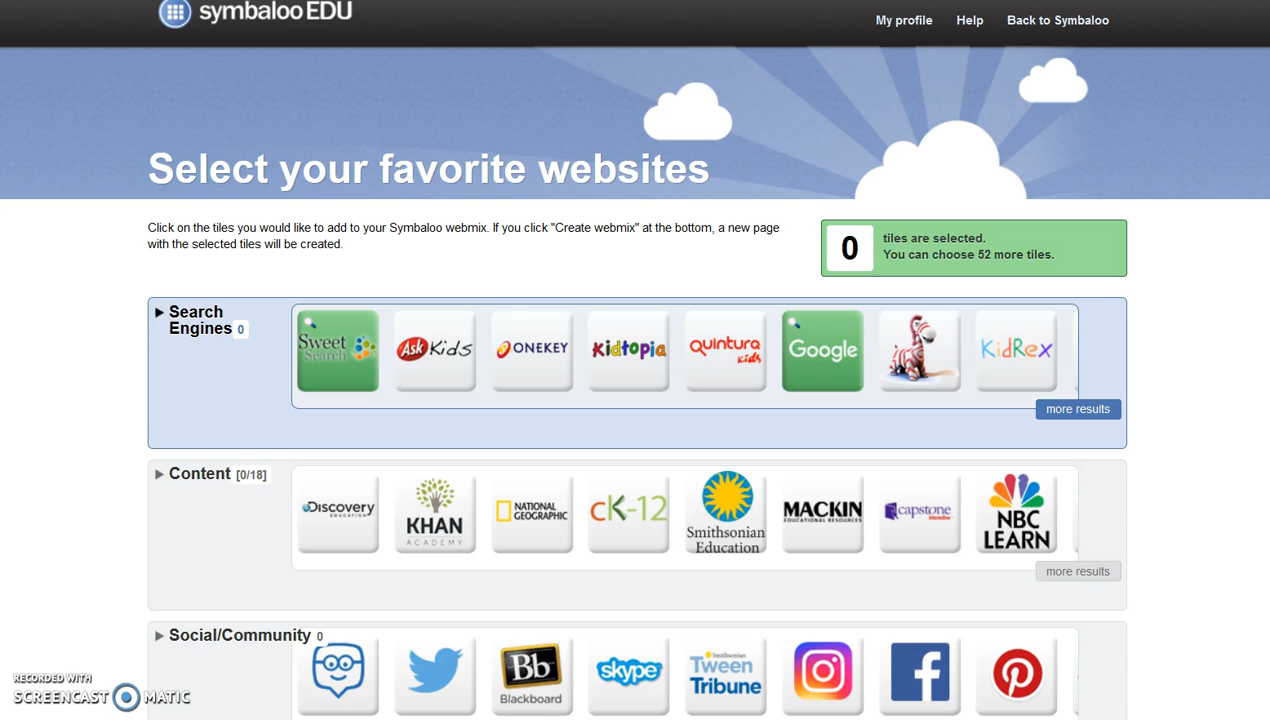 symbaloo EDU
My profile Help Back to Symbaloo
Select your favorite websites
Click on the tiles you would like to add to your Symbaloo webmix. If you click "Create webmix" at the bottom, a new page
with the selected tiles will be created.
0
tiles are selected.
You can choose 52 more tiles.
Search
Engines 0
Sweet
Search
Ask Kids
ONEKEY
Kidtopia
Quintura
kids
Google
KidRex
more results
Content [0/18]
Discovery
EDUCATION
KHAN
ACADEMY
NATIONAL
GEOGRAPHIC
cK-12
Smithsonian
Education
MACKIN
EDUCATIONAL RESOURCES
capstone
interactive
NBC
LEARN
more results
Social/Community 0
Bb
Blackboard
skype
Smithsonian
Tween
Tribune
RECORDED WITH
SCREENCAST MATIC